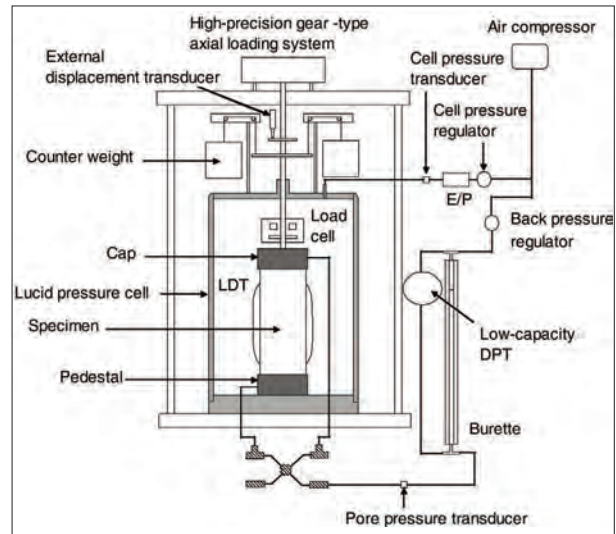 High-precision gear -type
axial loading system
Air compressor
External
displacement transducer
Cell pressure
transducer
Cell pressure
regulator
Counter weight
E/P
Load
cell
Back pressure
regulator
Cap
LDT
Lucid pressure cell
Specimen
Low-capacity
DPT
Pedestal
Burette
Pore pressure transducer